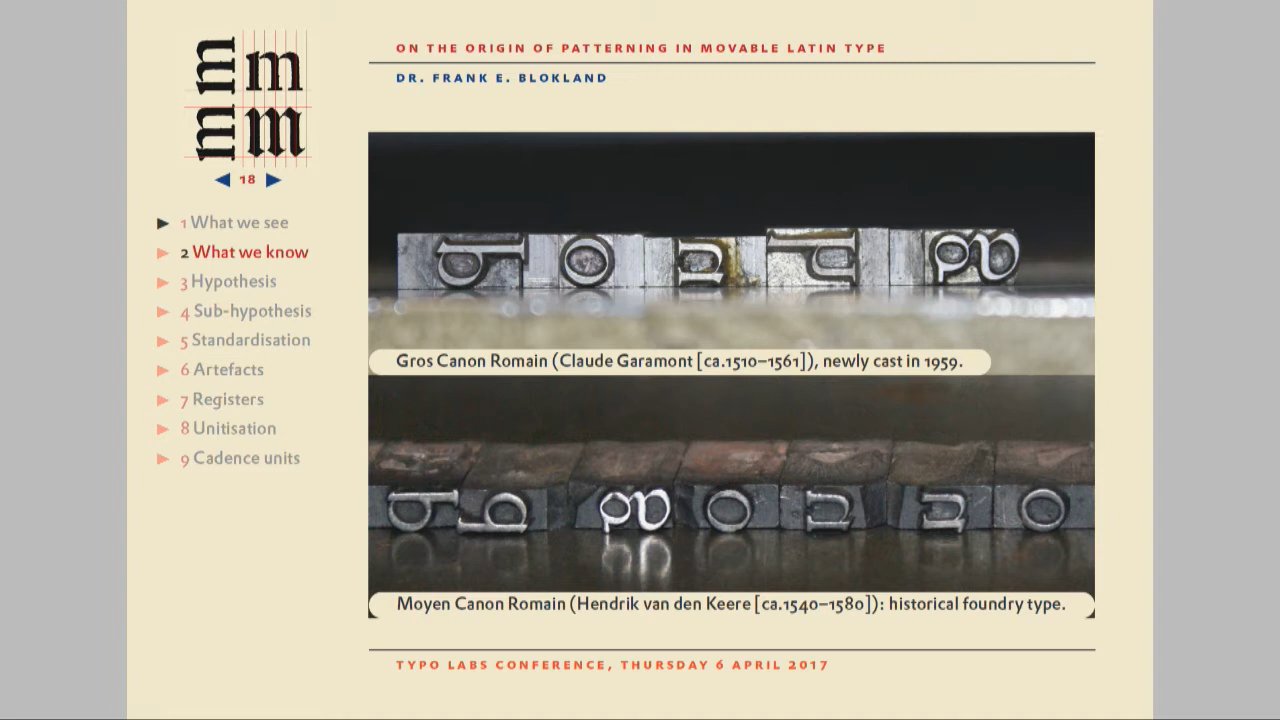 m m
m m
18
1 What we see
2 What we know
3 Hypothesis
4 Sub-hypothesis
5 Standardisation
6 Artefacts
7 Registers
8 Unitisation
9 Cadence units
ON THE ORIGIN OF PATTERNING IN MOVABLE LATIN TYPE
DR. FRANK E. BLOKLAND
Gros Canon Romain (Claude Garamont [ca.1510–1561]), newly cast in 1959.
Moyen Canon Romain (Hendrik van den Keere [ca.1540–1580]): historical foundry type.
TYPO LABS CONFERENCE, THURSDAY 6 APRIL 2017